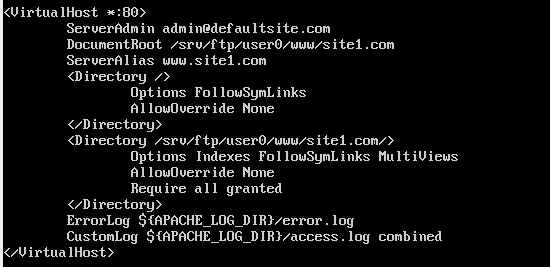 <VirtualHost *:80>
ServerAdmin admin@defaultsite.com
DocumentRoot /srv/ftp/user0/www/site1.com
ServerAlias www.site1.com
<Directory />
Options FollowSymLinks
AllowOverride None
</Directory>
<Directory /srv/ftp/user0/www/site1.com/>
Options Indexes FollowSymLinks MultiViews
AllowOverride None
Require all granted
</Directory>
ErrorLog ${APACHE_LOG_DIR}/error.log
CustomLog ${APACHE_LOG_DIR}/access.log combined
</VirtualHost>